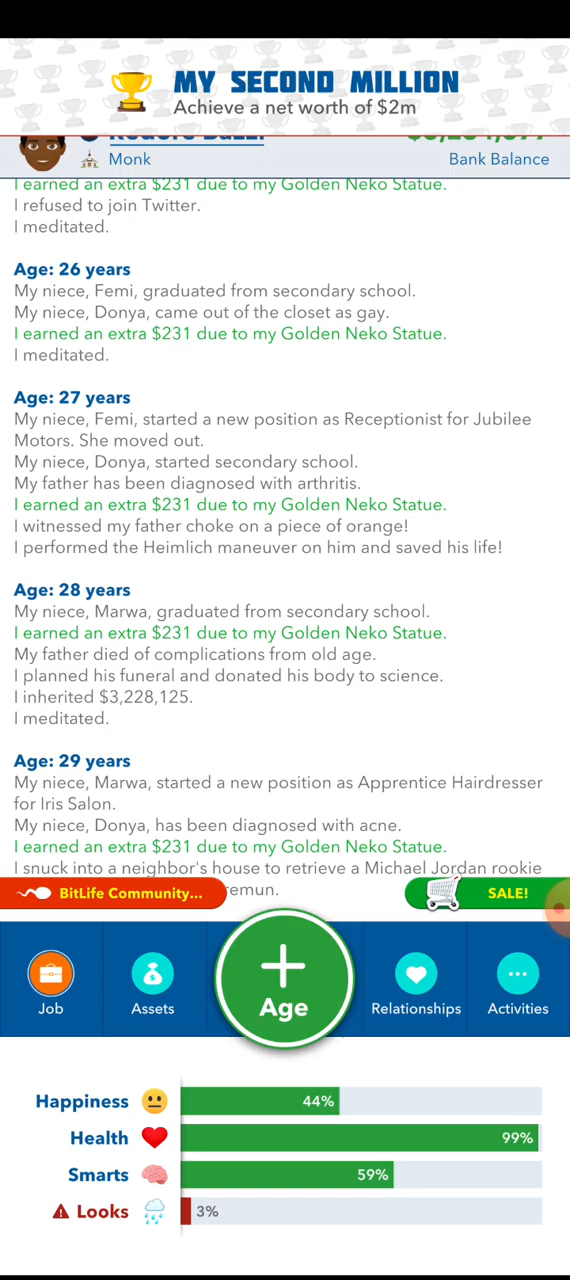 MY SECOND MILLION
Achieve a net worth of $2m
Monk
Bank Balance
I earned an extra $231 due to my Golden Neko Statue.
I refused to join Twitter.
I meditated.
Age: 26 years
My niece, Femi, graduated from secondary school.
My niece, Donya, came out of the closet as gay.
I earned an extra $231 due to my Golden Neko Statue.
I meditated.
Age: 27 years
My niece, Femi, started a new position as Receptionist for Jubilee
Motors. She moved out.
My niece, Donya, started secondary school.
My father has been diagnosed with arthritis.
I earned an extra $231 due to my Golden Neko Statue.
I witnessed my father choke on a piece of orange!
I performed the Heimlich maneuver on him and saved his life!
Age: 28 years
My niece, Marwa, graduated from secondary school.
I earned an extra $231 due to my Golden Neko Statue.
My father died of complications from old age.
I planned his funeral and donated his body to science.
I inherited $3,228,125.
I meditated.
Age: 29 years
My niece, Marwa, started a new position as Apprentice Hairdresser
for Iris Salon.
My niece, Donya, has been diagnosed with acne.
I earned an extra $231 due to my Golden Neko Statue.
I snuck into a neighbor's house to retrieve a Michael Jordan rookie
BitLife Community...
SALE!
Job
Assets
Age
Relationships
Activities
Happiness
44%
Health
99%
Smarts
59%
Looks
3%